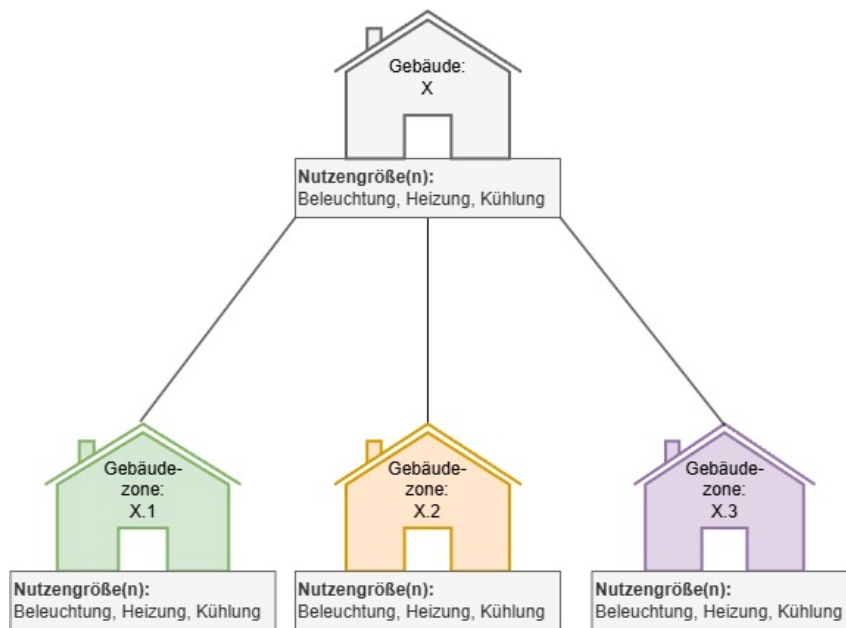 Gebäude:
X
Nutzengröße(n):
Beleuchtung, Heizung, Kühlung
Gebäude-
zone:
X.1
Nutzengröße(n):
Beleuchtung, Heizung, Kühlung
Gebäude-
zone:
X.2
Nutzengröße(n):
Beleuchtung, Heizung, Kühlung
Gebäude-
zone:
X.3
Nutzengröße(n):
Beleuchtung, Heizung, Kühlung